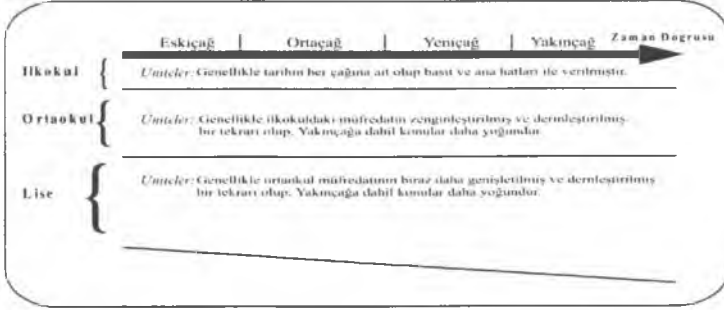 Eskiçağ | Ortaçağ | Yeniçağ | Yakınçağ Zaman Doğrusu
İlkokul { Üniteler: Genellikle tarihin her çağına ait olup basit ve ana hatları ile verilmiştir.
Ortaokul { Üniteler: Genellikle ilkokuldaki müfredatın zenginleştirilmiş ve derinleştirilmiş
bir tekrarı olup. Yakınçağa dahil konular daha yoğundur.
Lise { Üniteler: Genellikle ortaokul müfredatının biraz daha genişletilmiş ve derinleştirilmiş
bir tekrarı olup. Yakınçağa dahil konular daha yoğundur.